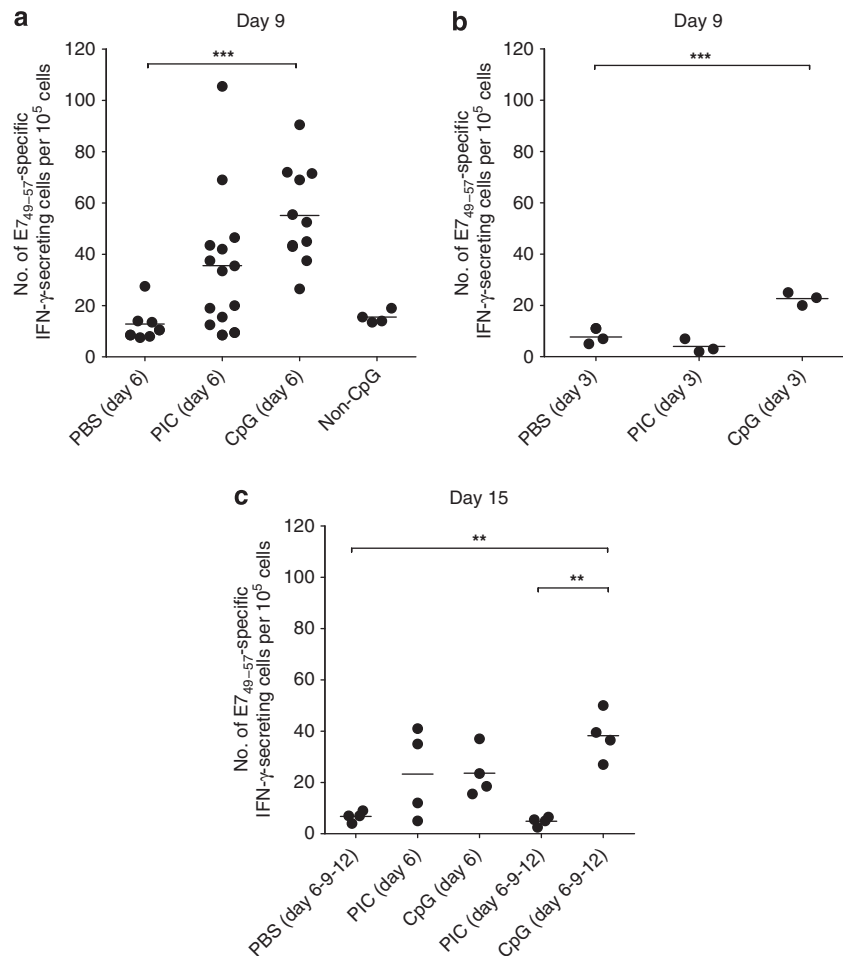 a
Day 9
No. of E7₄₉₋₅₇-specific
IFN-γ-secreting cells per 10⁵ cells
120
100
80
60
40
20
0
***
PBS (day 6)
PIC (day 6)
CpG (day 6)
Non-CpG
b
Day 9
No. of E7₄₉₋₅₇-specific
IFN-γ-secreting cells per 10⁵ cells
120
100
80
60
40
20
0
***
PBS (day 3)
PIC (day 3)
CpG (day 3)
c
Day 15
No. of E7₄₉₋₅₇-specific
IFN-γ-secreting cells per 10⁵ cells
120
100
80
60
40
20
0
**
**
PBS (day 6-9-12)
PIC (day 6)
CpG (day 6)
PIC (day 6-9-12)
CpG (day 6-9-12)